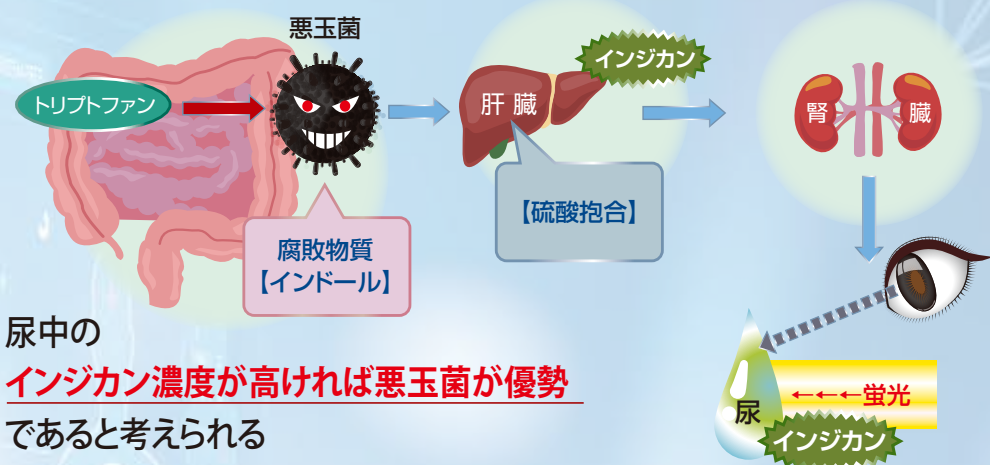 悪玉菌
トリプトファン
インジカン
肝 臓
腎 臓
【硫酸抱合】
腐敗物質
【インドール】
尿中の
インジカン濃度が高ければ悪玉菌が優勢
であると考えられる
←←←蛍光
尿
インジカン